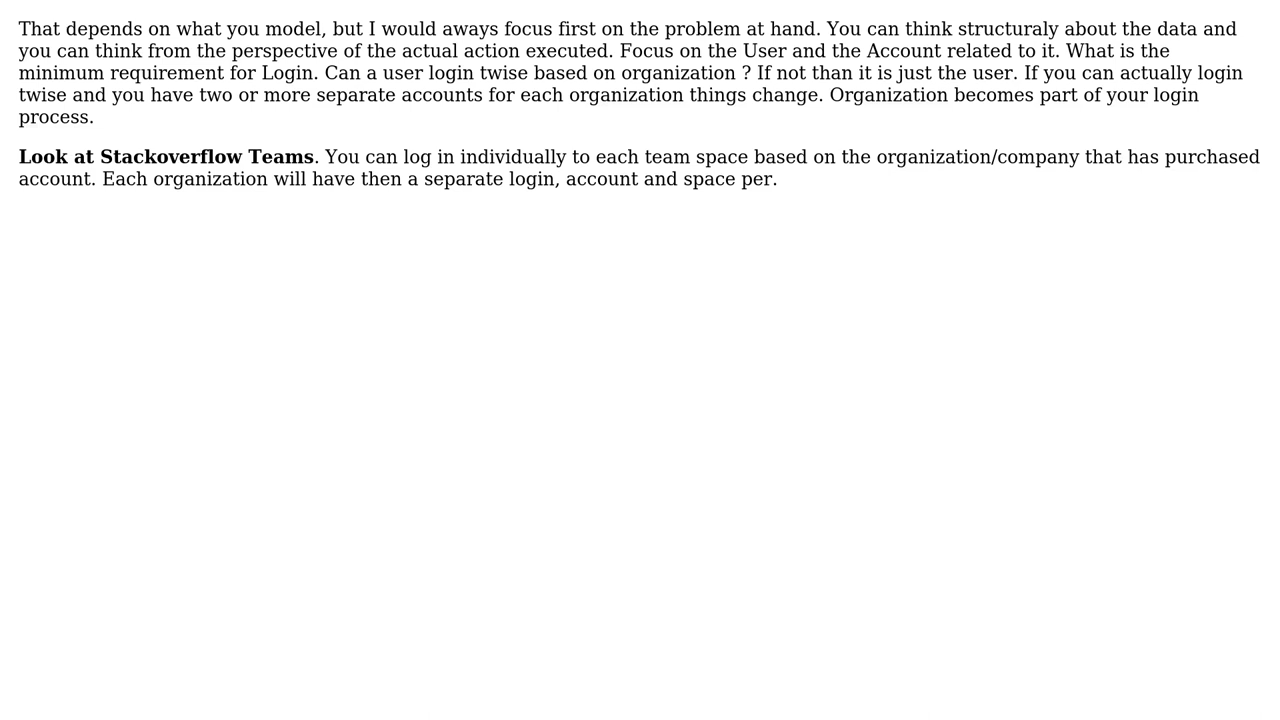 That depends on what you model, but I would aways focus first on the problem at hand. You can think structuraly about the data and
you can think from the perspective of the actual action executed. Focus on the User and the Account related to it. What is the
minimum requirement for Login. Can a user login twise based on organization ? If not than it is just the user. If you can actually login
twise and you have two or more separate accounts for each organization things change. Organization becomes part of your login
process.
Look at Stackoverflow Teams. You can log in individually to each team space based on the organization/company that has purchased
account. Each organization will have then a separate login, account and space per.